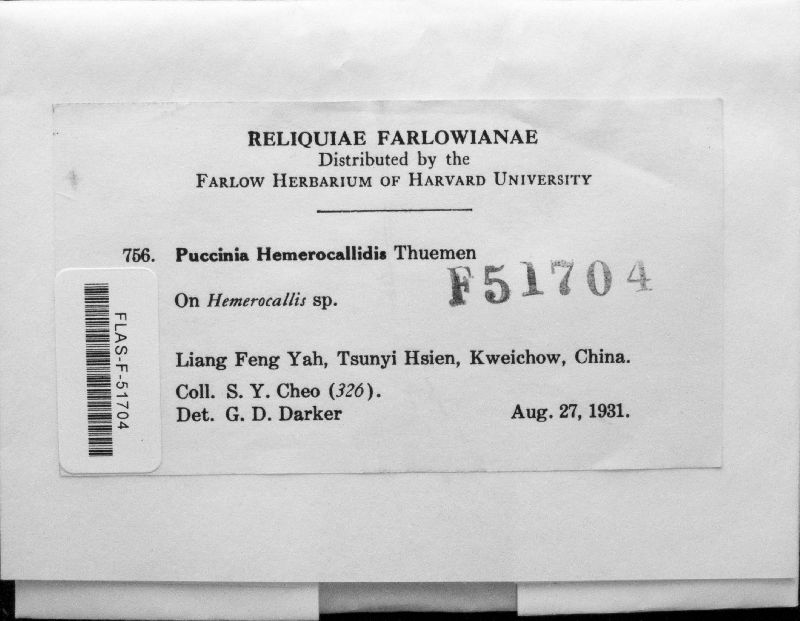 RELIQUIAE FARLOWIANAE
Distributed by the
FARLOW HERBARIUM OF HARVARD UNIVERSITY
756. Puccinia Hemerocallidis Thuemen
F51704
On Hemerocallis sp.
FLAS-F-51704
Liang Feng Yah, Tsunyi Hsien, Kweichow, China.
Coll. S. Y. Cheo (326).
Det. G. D. Darker Aug. 27, 1931.